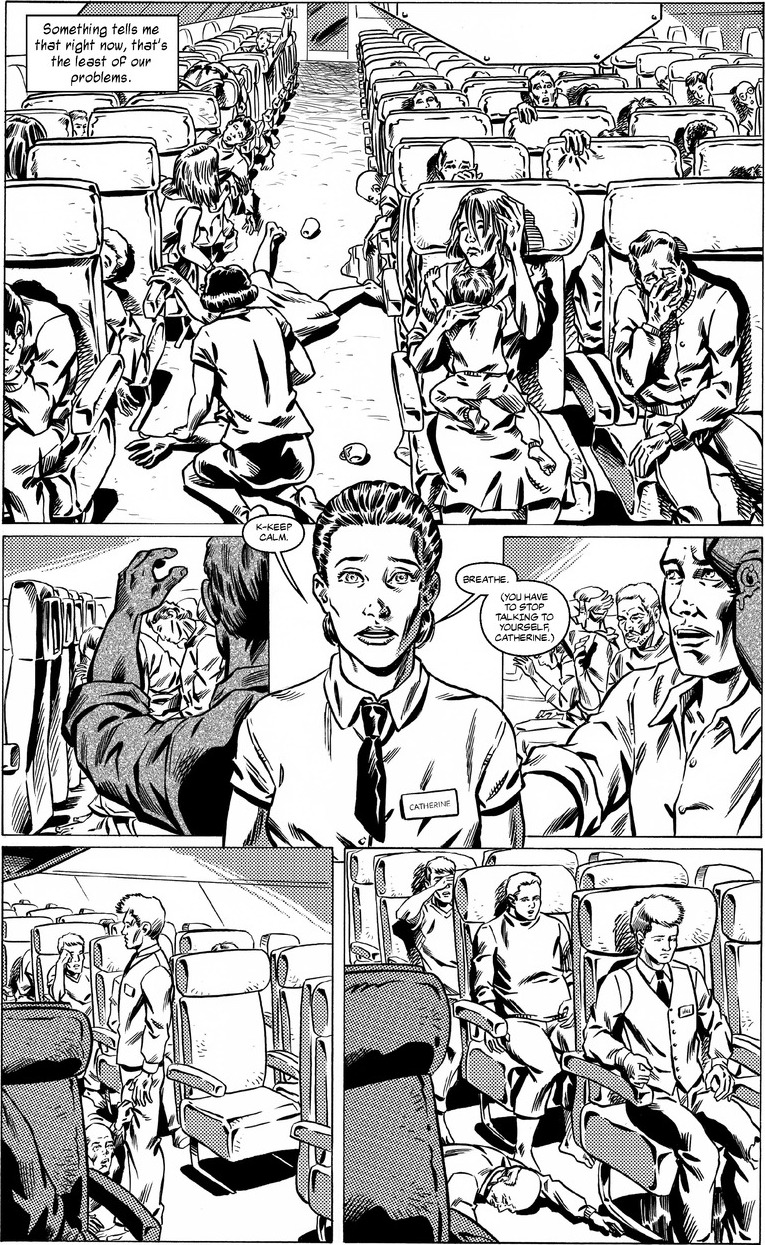 Something tells me
that right now, that's
the least of our
problems.
K-KEEP
CALM.
BREATHE.
(YOU HAVE
TO STOP
TALKING TO
YOURSELF,
CATHERINE.)
CATHERINE